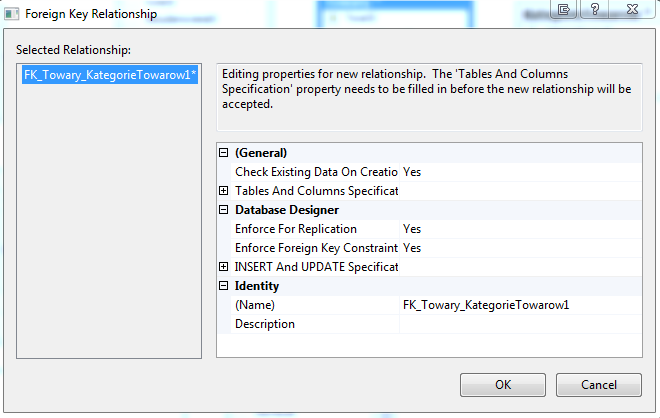 Foreign Key Relationship
Selected Relationship:
FK_Towary_KategorieTowarow1*
Editing properties for new relationship. The 'Tables And Columns
Specification' property needs to be filled in before the new relationship will be
accepted.
(General)
Check Existing Data On Creatio Yes
Tables And Columns Specificat
Database Designer
Enforce For Replication Yes
Enforce Foreign Key Constraint Yes
INSERT And UPDATE Specificat
Identity
(Name) FK_Towary_KategorieTowarow1
Description
OK Cancel